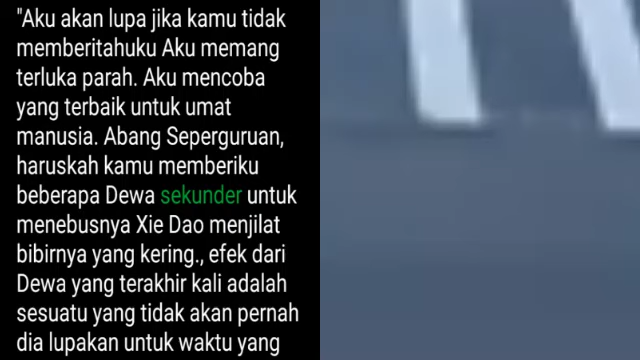 "Aku akan lupa jika kamu tidak
memberitahuku Aku memang
terluka parah. Aku mencoba
yang terbaik untuk umat
manusia. Abang Seperguruan,
haruskah kamu memberiku
beberapa Dewa sekunder untuk
menebusnya Xie Dao menjilat
bibirnya yang kering., efek dari
Dewa yang terakhir kali adalah
sesuatu yang tidak akan pernah
dia lupakan untuk waktu yang